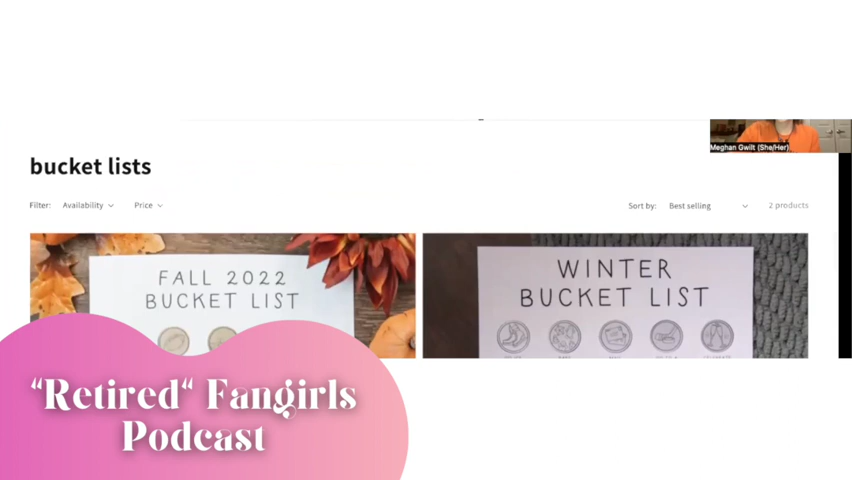 Meghan Gwilt (She/Her)
bucket lists
Filter: Availability Price Sort by: Best selling 2 products
FALL 2022
BUCKET LIST
WINTER
BUCKET LIST
“Retired“ Fangirls
Podcast